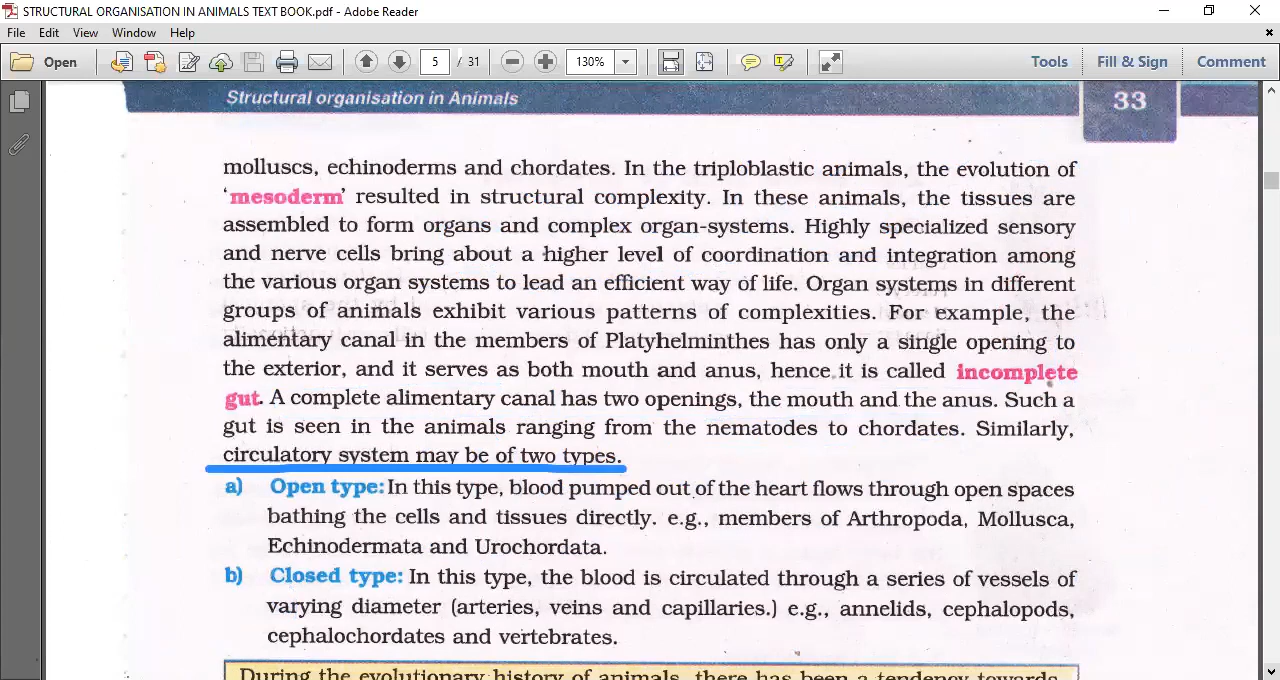 STRUCTURAL ORGANISATION IN ANIMALS TEXT BOOK.pdf - Adobe Reader
File Edit View Window Help
Open 5 / 31 130% Tools Fill & Sign Comment
Structural organisation in Animals 33
molluscs, echinoderms and chordates. In the triploblastic animals, the evolution of
'mesoderm' resulted in structural complexity. In these animals, the tissues are
assembled to form organs and complex organ-systems. Highly specialized sensory
and nerve cells bring about a higher level of coordination and integration among
the various organ systems to lead an efficient way of life. Organ systems in different
groups of animals exhibit various patterns of complexities. For example, the
alimentary canal in the members of Platyhelminthes has only a single opening to
the exterior, and it serves as both mouth and anus, hence it is called incomplete
gut. A complete alimentary canal has two openings, the mouth and the anus. Such a
gut is seen in the animals ranging from the nematodes to chordates. Similarly,
circulatory system may be of two types.
a) Open type: In this type, blood pumped out of the heart flows through open spaces
bathing the cells and tissues directly. e.g., members of Arthropoda, Mollusca,
Echinodermata and Urochordata.
b) Closed type: In this type, the blood is circulated through a series of vessels of
varying diameter (arteries, veins and capillaries.) e.g., annelids, cephalopods,
cephalochordates and vertebrates.
During the evolutionary history of animals, there has been a tendency towards